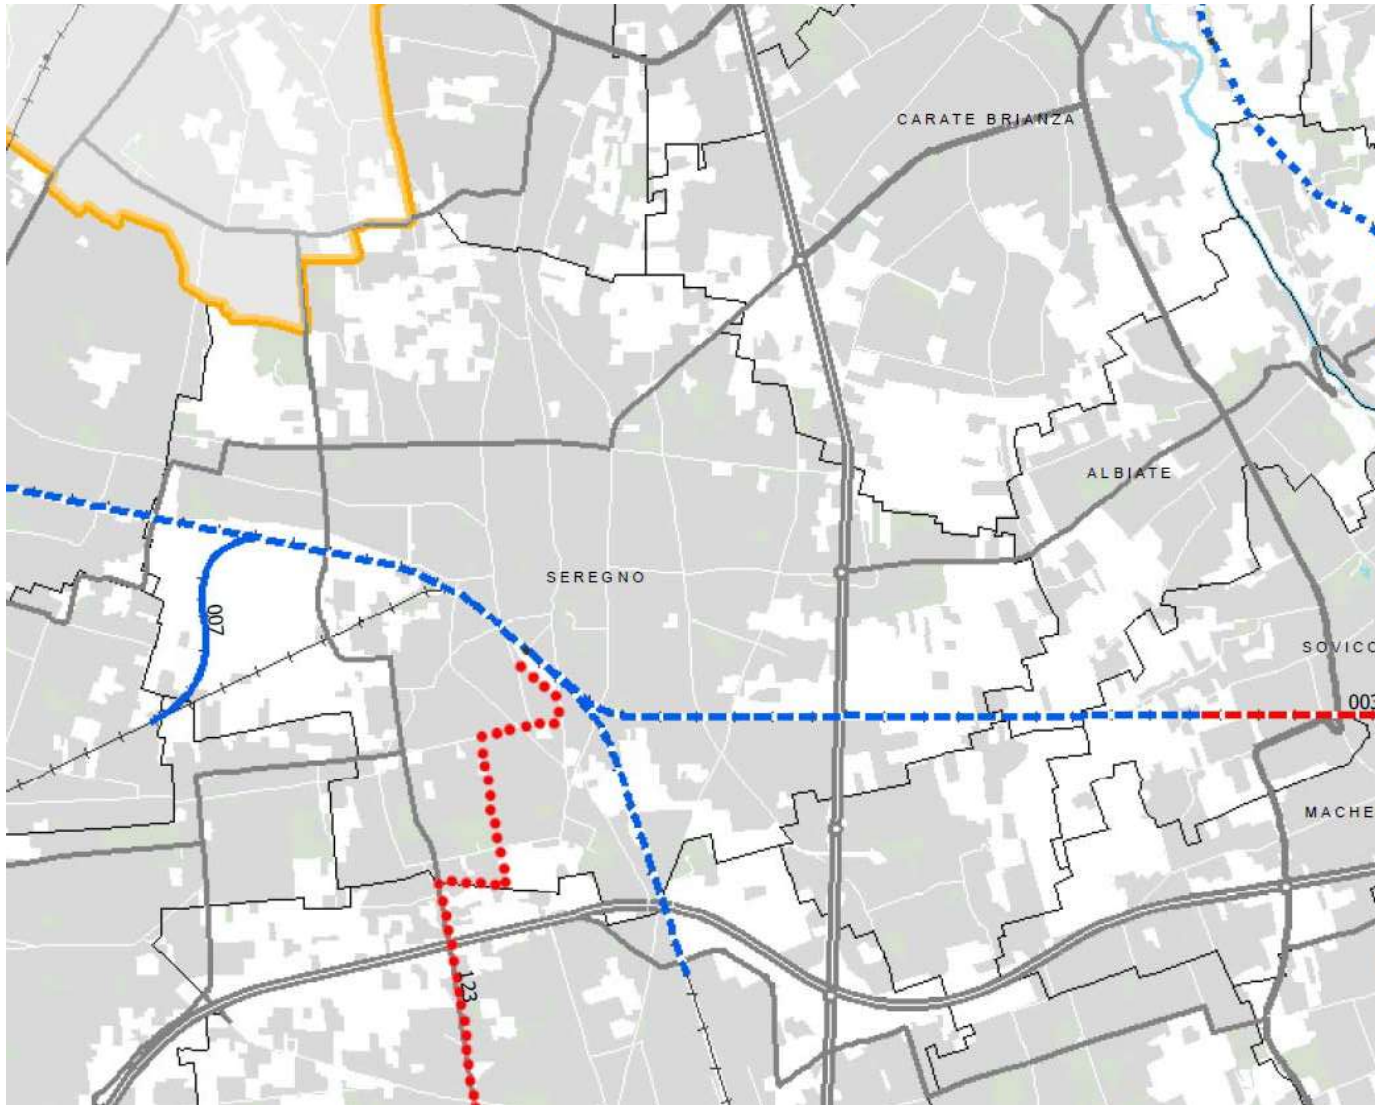 CARATE BRIANZA
ALBIATE
SEREGNO
007
SOVICO
003
MACHE
123